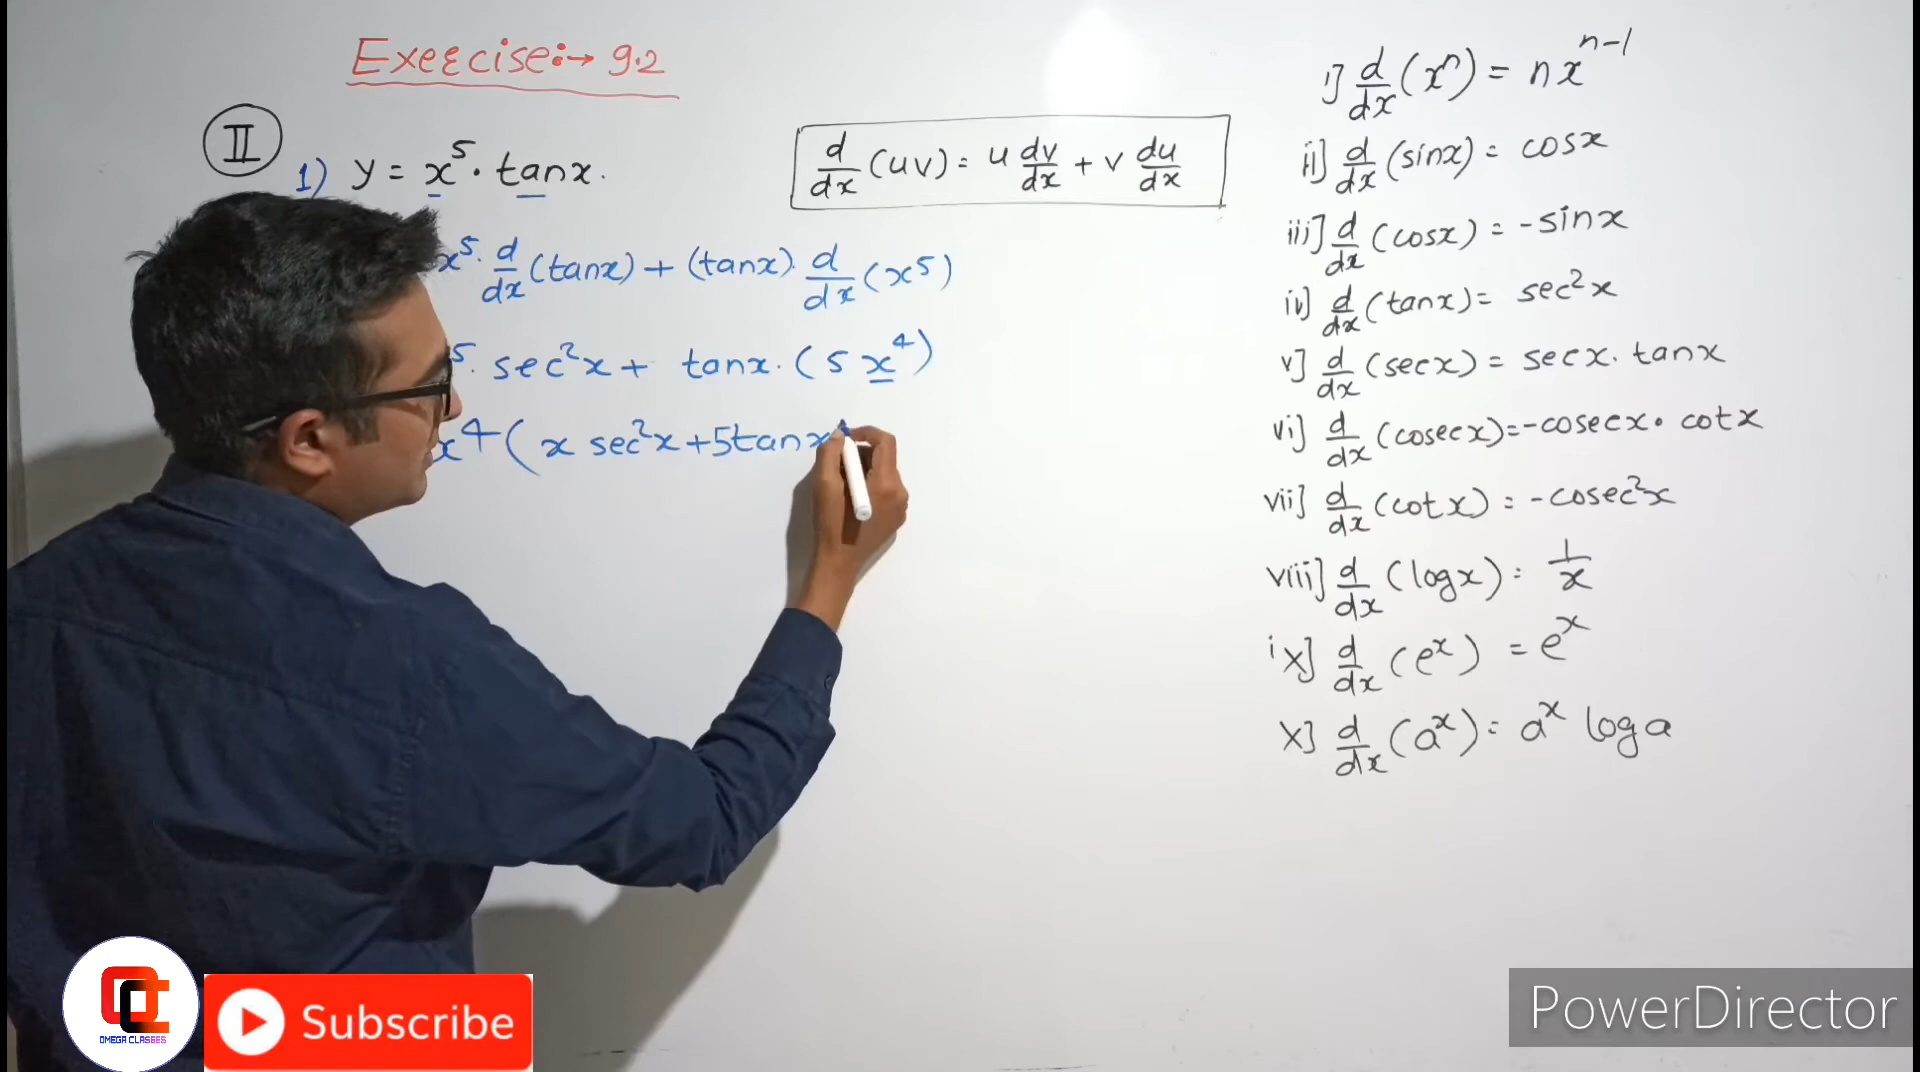 Exercise:→ 9.2
II
1) y = x⁵ · tanx.
d/dx (uv) = u dv/dx + v du/dx
x⁵· d/dx (tanx) + (tanx)· d/dx (x⁵)
⁵· sec²x + tanx· (5x⁴)
x⁴ (x sec²x + 5tanx
i] d/dx (xⁿ) = nxⁿ⁻¹
ii] d/dx (sinx) = cosx
iii] d/dx (cosx) = -sinx
iv] d/dx (tanx) = sec²x
v] d/dx (secx) = secx. tanx
vi] d/dx (cosecx) = -cosecx. cotx
vii] d/dx (cotx) = -cosec²x
viii] d/dx (logx) = 1/x
ix] d/dx (eˣ) = eˣ
x] d/dx (aˣ) = aˣ log a
OMEGA CLASSES
Subscribe
PowerDirector